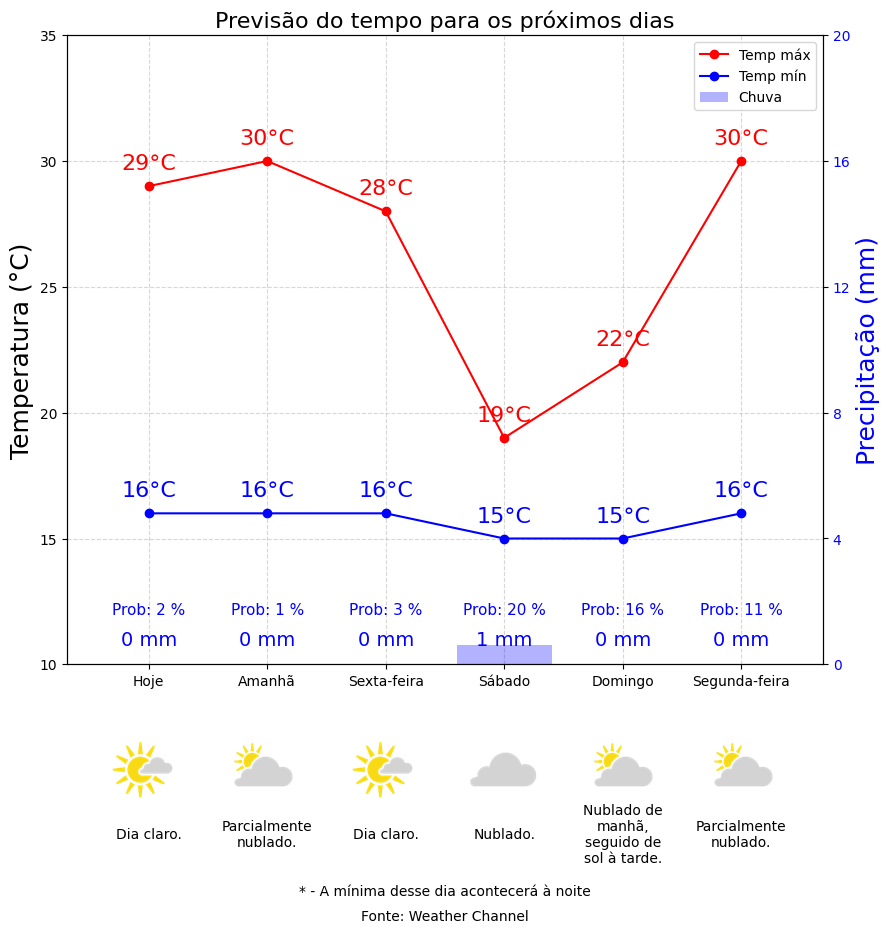 Previsão do tempo para os próximos dias
35
30
25
20
15
10
Temperatura (°C)
20
16
12
8
4
0
Precipitação (mm)
Temp máx
Temp mín
Chuva
29°C
30°C
28°C
19°C
22°C
30°C
16°C
16°C
16°C
15°C
15°C
16°C
Prob: 2 %
Prob: 1 %
Prob: 3 %
Prob: 20 %
Prob: 16 %
Prob: 11 %
0 mm
0 mm
0 mm
1 mm
0 mm
0 mm
Hoje
Amanhã
Sexta-feira
Sábado
Domingo
Segunda-feira
Dia claro.
Parcialmente
nublado.
Dia claro.
Nublado.
Nublado de
manhã,
seguido de
sol à tarde.
Parcialmente
nublado.
* - A mínima desse dia acontecerá à noite
Fonte: Weather Channel